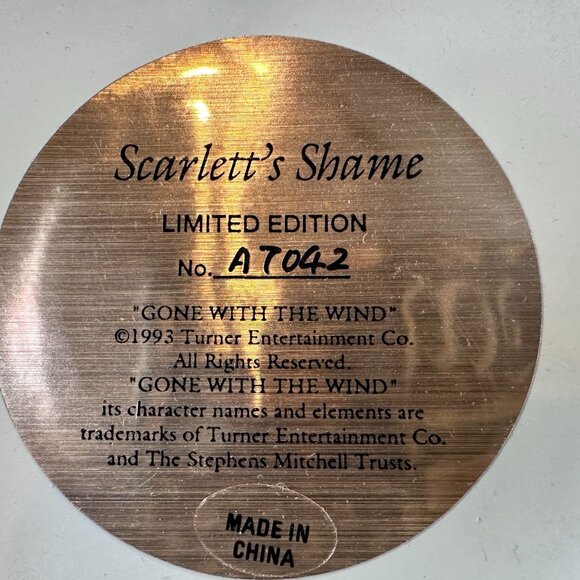 Scarlett's Shame
LIMITED EDITION
No. A7042
"GONE WITH THE WIND"
©1993 Turner Entertainment Co.
All Rights Reserved.
"GONE WITH THE WIND"
its character names and elements are
trademarks of Turner Entertainment Co.
and The Stephens Mitchell Trusts.
MADE IN
CHINA